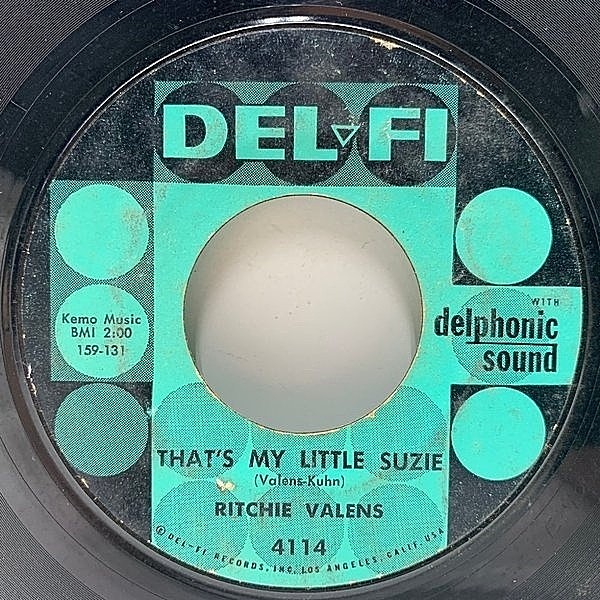 DEL-FI
WITH
delphonic
sound
Kemo Music
BMI 2:00
159-131
THAT'S MY LITTLE SUZIE
(Valens-Kuhn)
RITCHIE VALENS
4114
© DEL-FI RECORDS, INC. LOS ANGELES, CALIF. USA